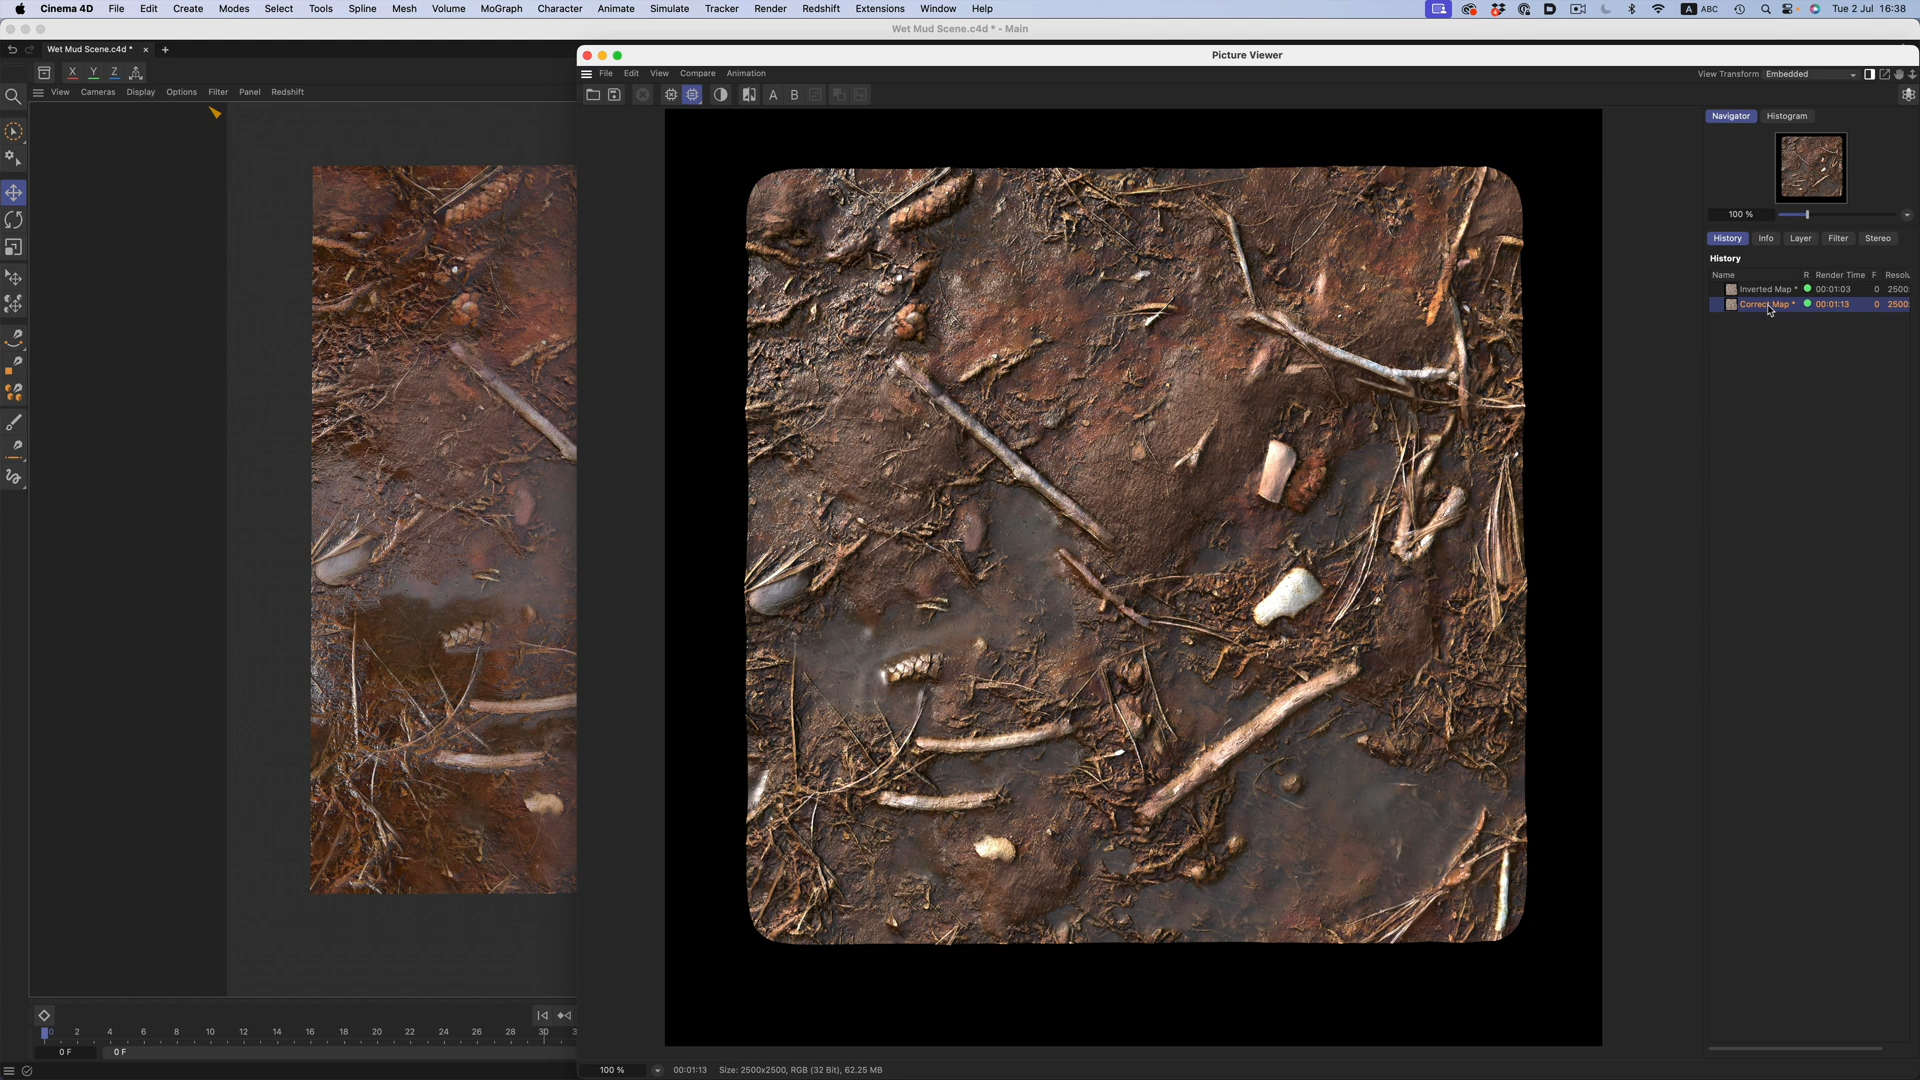 Cinema 4D File Edit Create Modes Select Tools Spline Mesh Volume MoGraph Character Animate Simulate Tracker Render Redshift Extensions Window Help A ABC Tue 2 Jul 16:38
Wet Mud Scene.c4d * - Main
Wet Mud Scene.c4d *
Picture Viewer
X Y Z
File Edit View Compare Animation
View Transform Embedded
View Cameras Display Options Filter Panel Redshift
A B
Navigator Histogram
100 %
History Info Layer Filter Stereo
History
Name R Render Time F Resolu
Inverted Map * 00:01:03 0 2500
Correct Map * 00:01:13 0 2500
0 2 4 6 8 10 12 14 16 18 20 22 24 26 28 30 3
0 F 0 F
100 % 00:01:13 Size: 2500x2500, RGB (32 Bit), 62.25 MB